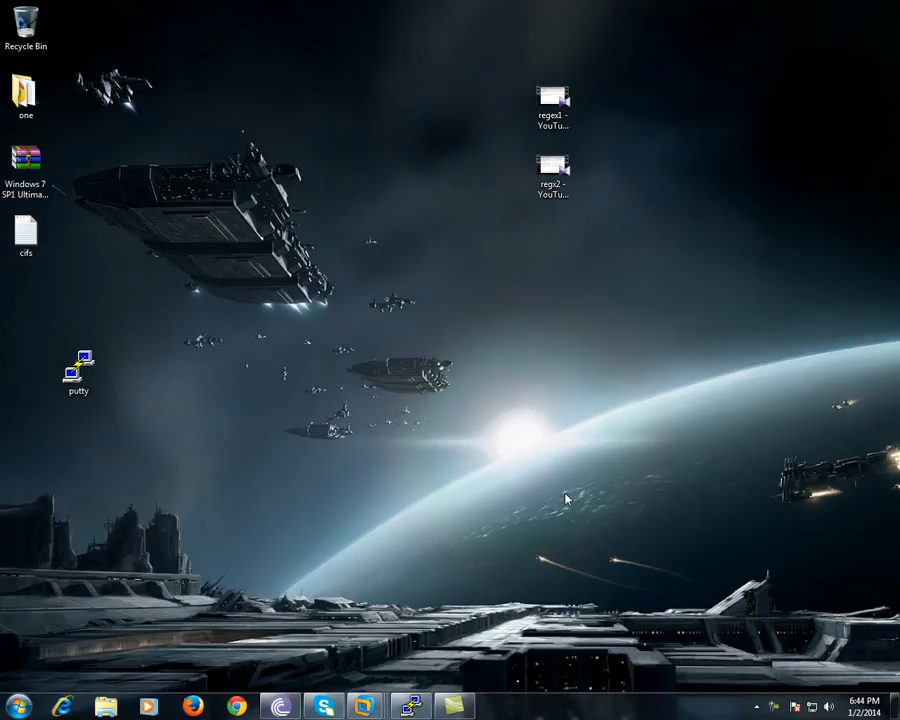 Recycle Bin
one
Windows 7
SP1 Ultima...
cifs
putty
regex1 -
YouTu...
regx2 -
YouTu...
6:44 PM
1/2/2014